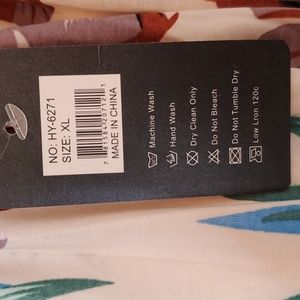 NO: HY-6271
SIZE: XL
MADE IN CHINA
Machine Wash
Hand Wash
Dry Clean Only
Do Not Bleach
Do Not Tumble Dry
Low Lron 120c